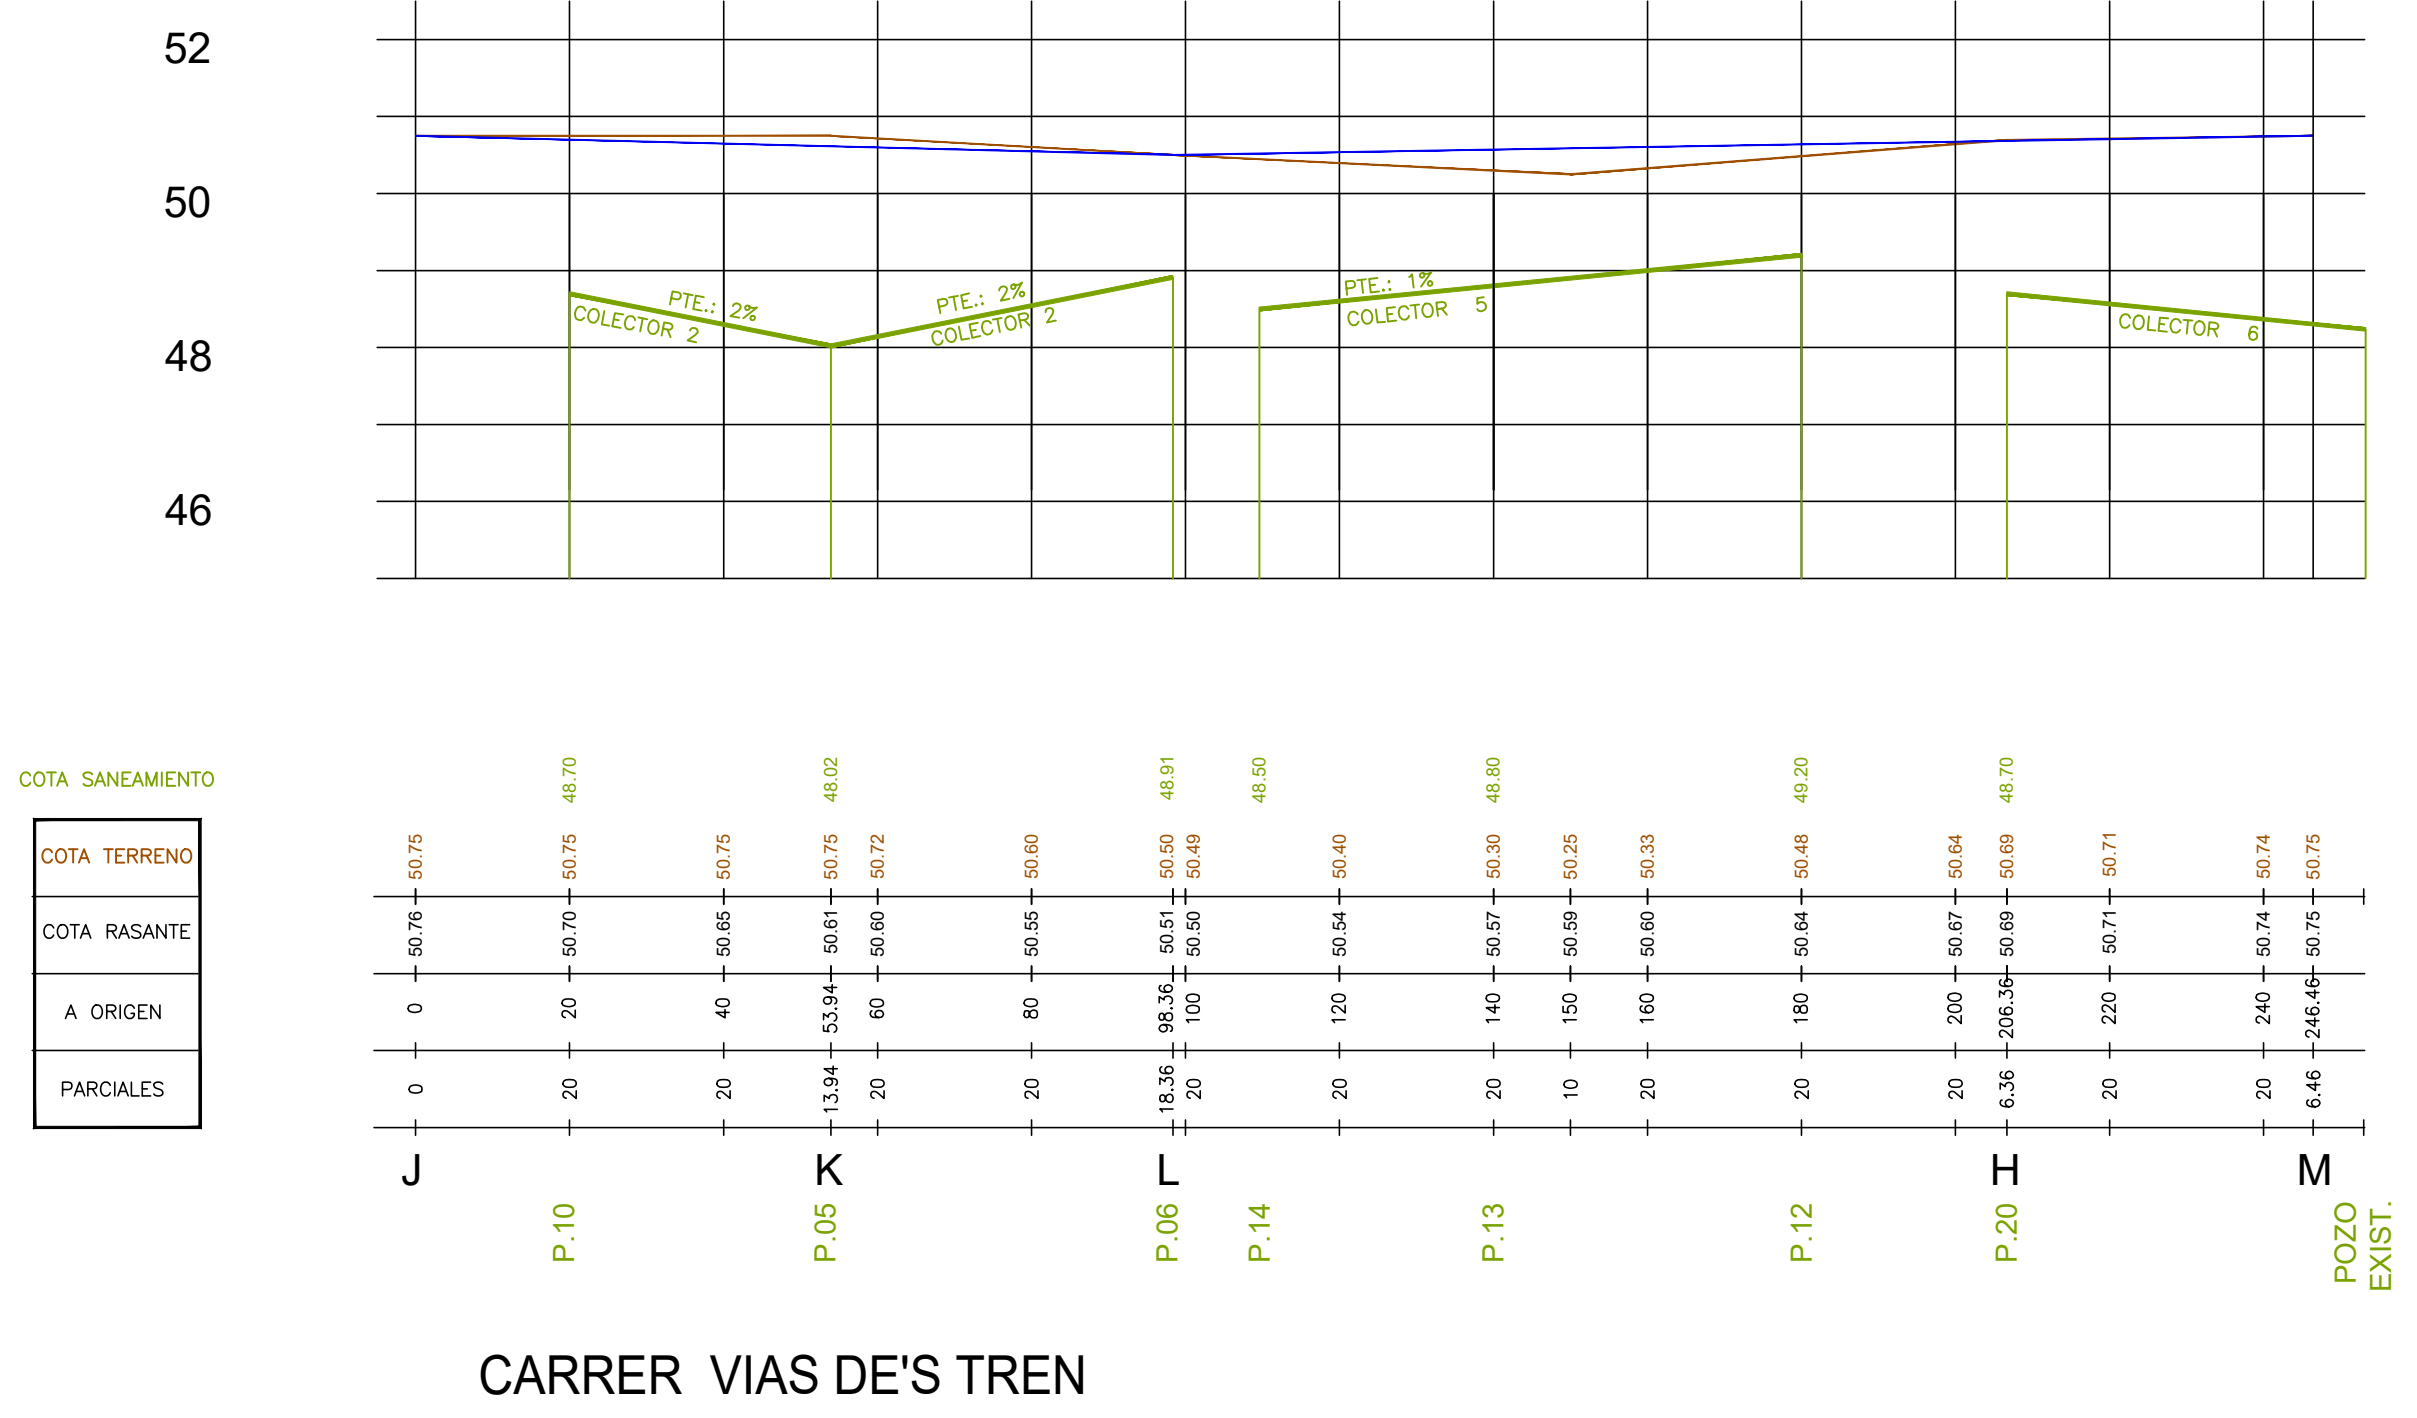 52
50
48
46
PTE.: 2%
COLECTOR 2
PTE.: 2%
COLECTOR 2
PTE.: 1%
COLECTOR 5
COLECTOR 6
COTA SANEAMIENTO 48.70 48.02 48.91 48.50 48.80 49.20 48.70
COTA TERRENO 50.75 50.75 50.75 50.75 50.72 50.60 50.50 50.49 50.40 50.30 50.25 50.33 50.48 50.64 50.69 50.71 50.74 50.75
COTA RASANTE 50.76 50.70 50.65 50.61 50.60 50.55 50.51 50.50 50.54 50.57 50.59 50.60 50.64 50.67 50.69 50.71 50.74 50.75
A ORIGEN 0 20 40 53.94 60 80 98.36 100 120 140 150 160 180 200 206.36 220 240 246.46
PARCIALES 0 20 20 13.94 20 20 18.36 20 20 20 10 20 20 20 6.36 20 20 6.46
J K L H M
P.10 P.05 P.06 P.14 P.13 P.12 P.20 POZO
EXIST.
CARRER VIAS DE'S TREN